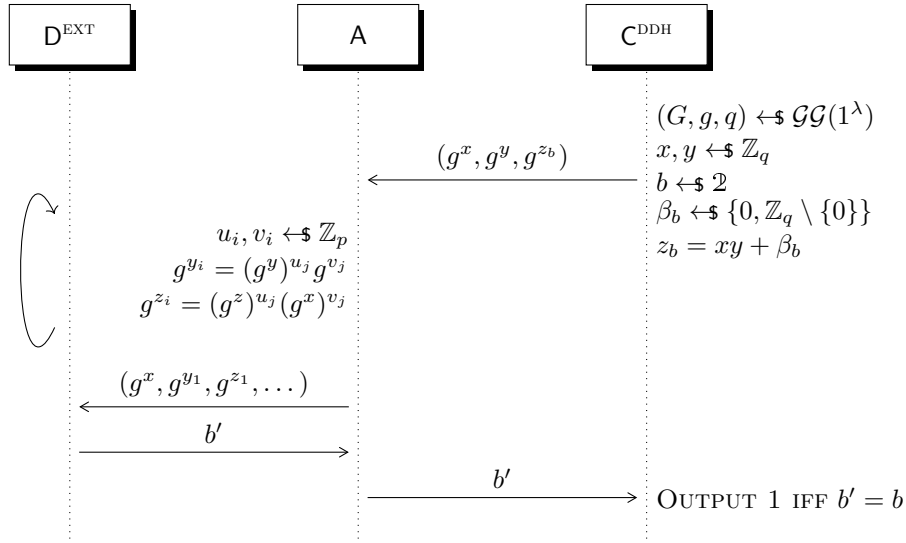 D^EXT A C^DDH
(G, g, q) ←$ 𝒢𝒢(1^λ)
(g^x, g^y, g^{z_b})
x, y ←$ ℤ_q
b ←$ 𝟚
β_b ←$ {0, ℤ_q \ {0}}
u_i, v_i ←$ ℤ_p
z_b = xy + β_b
g^{y_i} = (g^y)^{u_j} g^{v_j}
g^{z_i} = (g^z)^{u_j} (g^x)^{v_j}
(g^x, g^{y_1}, g^{z_1}, . . . )
b′
b′
OUTPUT 1 IFF b′ = b